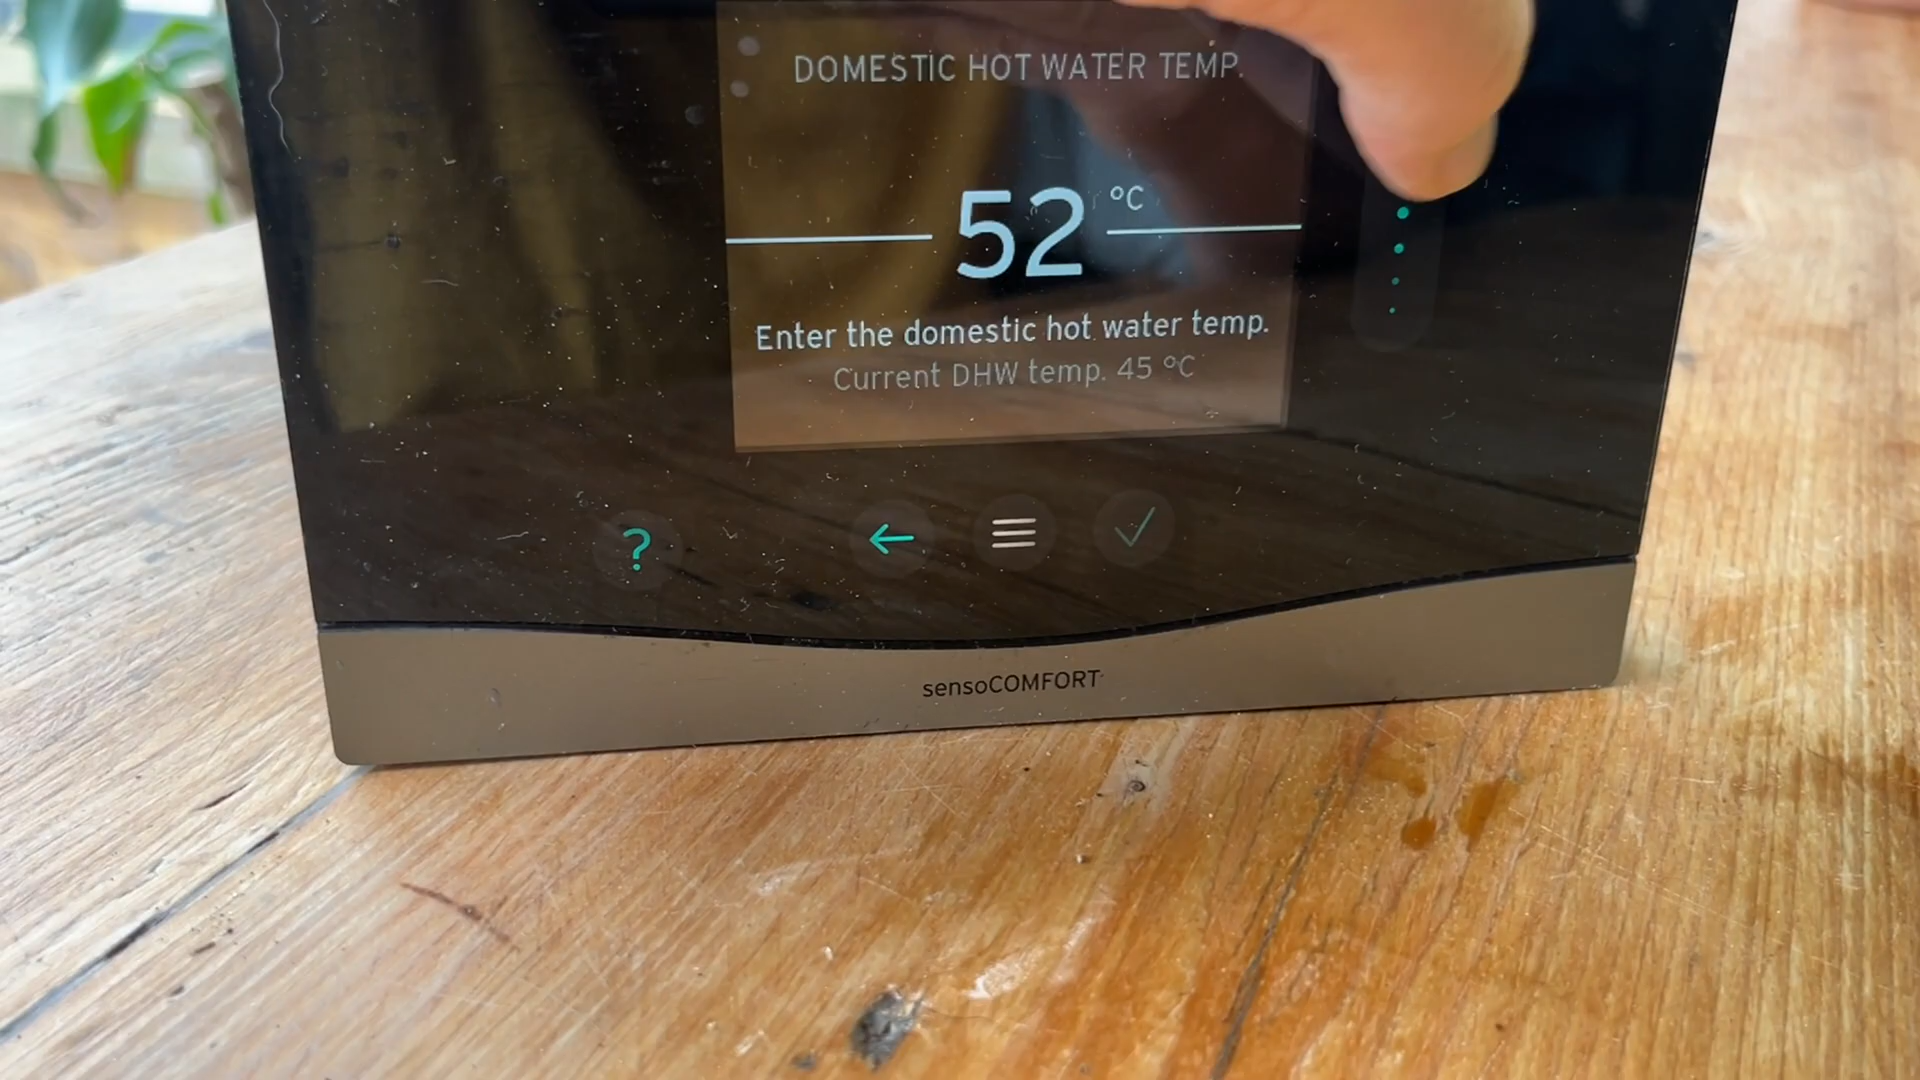 DOMESTIC HOT WATER TEMP.
52 °C
Enter the domestic hot water temp.
Current DHW temp. 45 °C
?
sensoCOMFORT